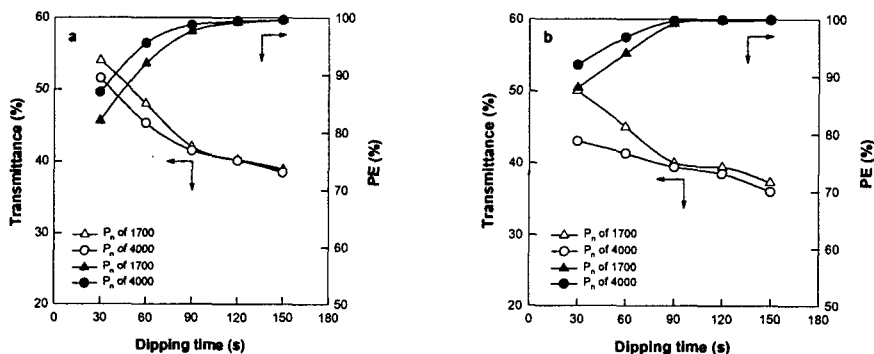 a
Transmittance (%)
60
50
40
30
20
PE (%)
100
90
80
70
60
50
P_n of 1700
P_n of 4000
P_n of 1700
P_n of 4000
0 30 60 90 120 150 180
Dipping time (s)
b
Transmittance (%)
60
50
40
30
20
PE (%)
100
90
80
70
60
50
P_n of 1700
P_n of 4000
P_n of 1700
P_n of 4000
0 30 60 90 120 150 180
Dipping time (s)